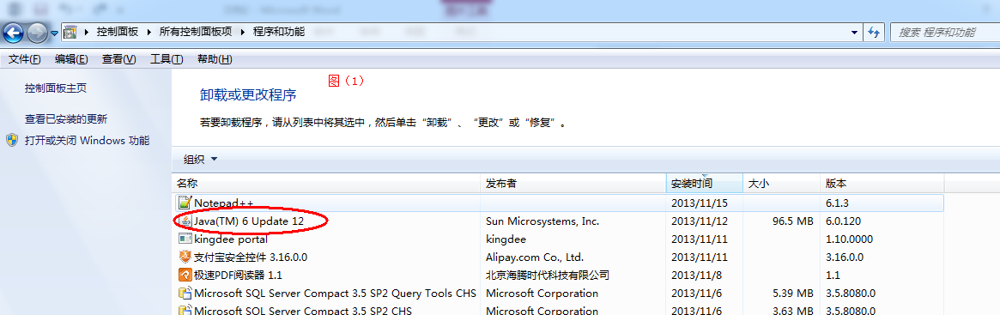 Microsoft Word
图片工具
控制面板 ▸ 所有控制面板项 ▸ 程序和功能
搜索 程序和功能
文件(F) 编辑(E) 查看(V) 工具(T) 帮助(H)
控制面板主页
查看已安装的更新
打开或关闭 Windows 功能
图（1）
卸载或更改程序
若要卸载程序，请从列表中将其选中，然后单击“卸载”、“更改”或“修复”。
组织
名称 发布者 安装时间 大小 版本
Notepad++ 2013/11/15 6.1.3
Java(TM) 6 Update 12 Sun Microsystems, Inc. 2013/11/12 96.5 MB 6.0.120
kingdee portal kingdee 2013/11/11 1.10.0000
支付宝安全控件 3.16.0.0 Alipay.com Co., Ltd. 2013/11/11 3.16.0.0
极速PDF阅读器 1.1 北京海腾时代科技有限公司 2013/11/8 1.1
Microsoft SQL Server Compact 3.5 SP2 Query Tools CHS Microsoft Corporation 2013/11/6 5.39 MB 3.5.8080.0
Microsoft SQL Server Compact 3.5 SP2 CHS Microsoft Corporation 2013/11/6 3.63 MB 3.5.8080.0